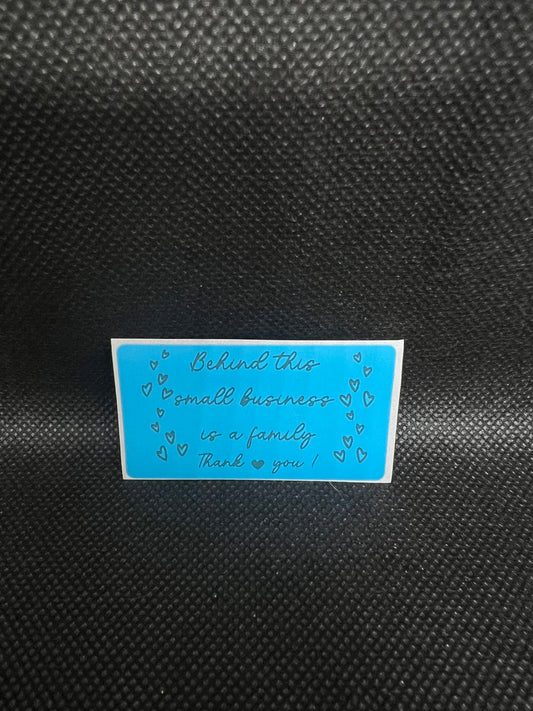 Behind this
small business
is a family
Thank you !